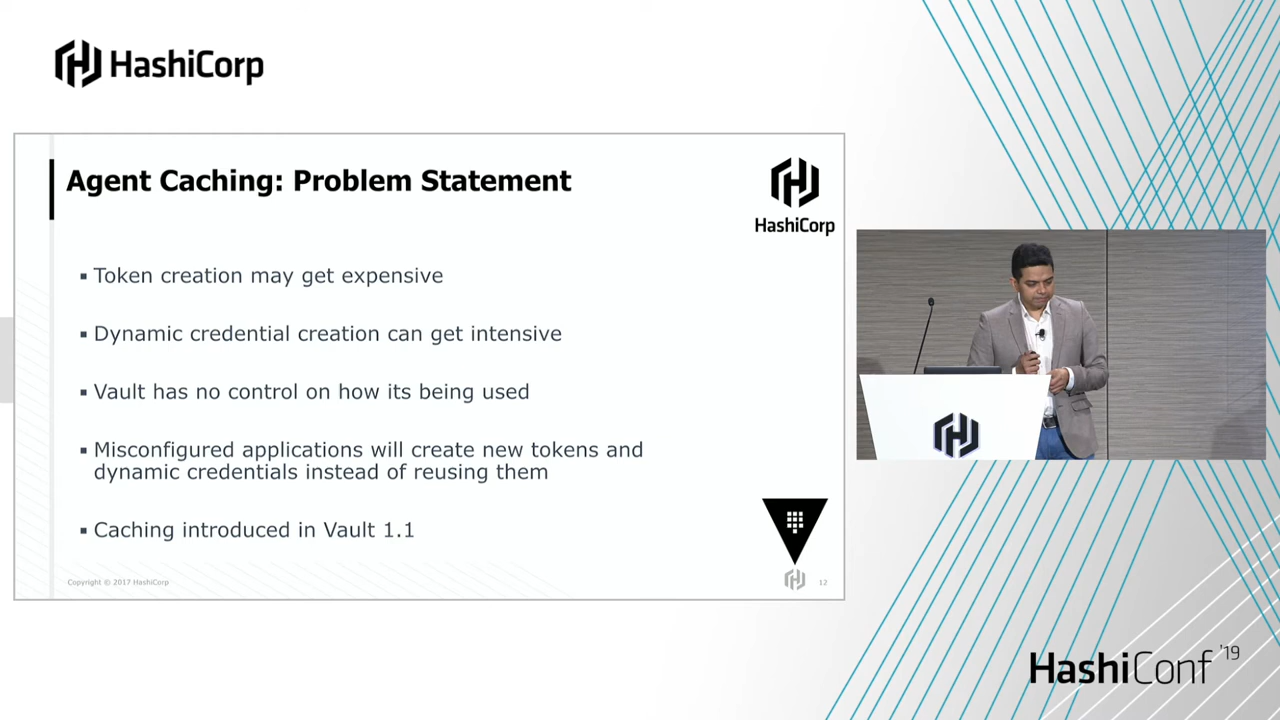 HashiCorp
Agent Caching: Problem Statement
HashiCorp
▪ Token creation may get expensive
▪ Dynamic credential creation can get intensive
▪ Vault has no control on how its being used
▪ Misconfigured applications will create new tokens and
dynamic credentials instead of reusing them
▪ Caching introduced in Vault 1.1
Copyright © 2017 HashiCorp
12
HashiConf '19